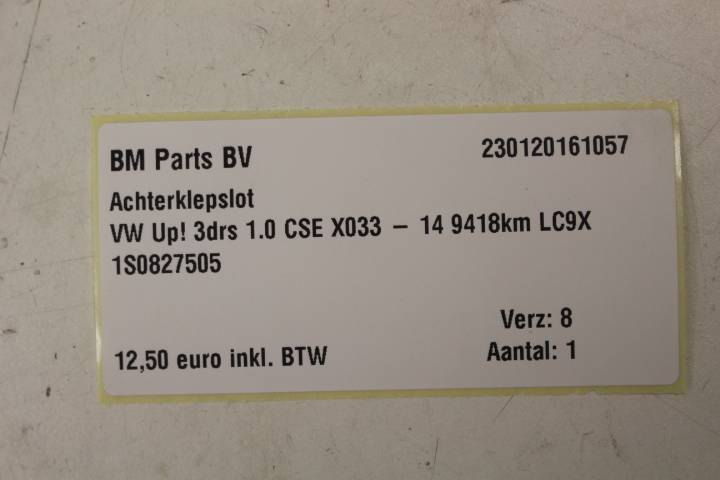 BM Parts BV 230120161057
Achterklepslot
VW Up! 3drs 1.0 CSE X033 – 14 9418km LC9X
1S0827505
Verz: 8
12,50 euro inkl. BTW Aantal: 1